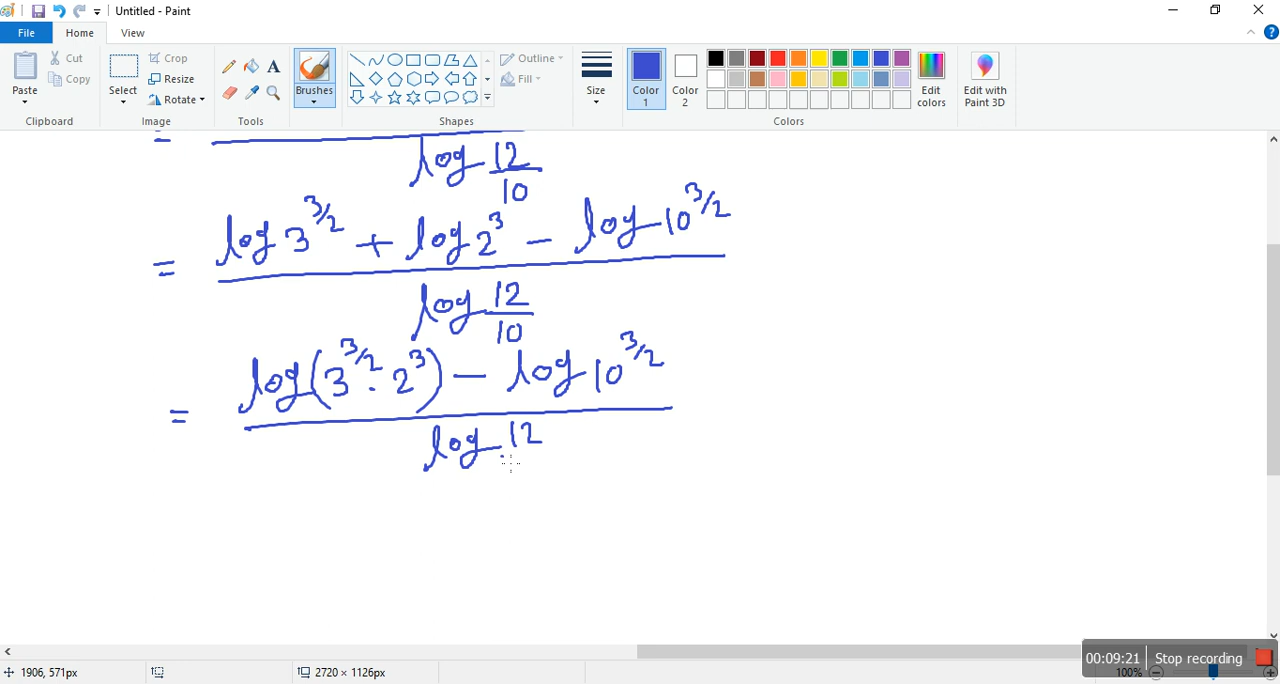 Untitled - Paint
File Home View
Paste Cut Copy Select Crop Resize Rotate A Brushes Outline Fill Size Color 1 Color 2 Edit colors Edit with Paint 3D
Clipboard Image Tools Shapes Colors
=
log 12/10
= log 3^3/2 + log 2^3 - log 10^3/2
log 12/10
= log(3^3/2 . 2^3) - log 10^3/2
log 12
00:09:21 Stop recording
1906, 571px 2720 × 1126px 100%